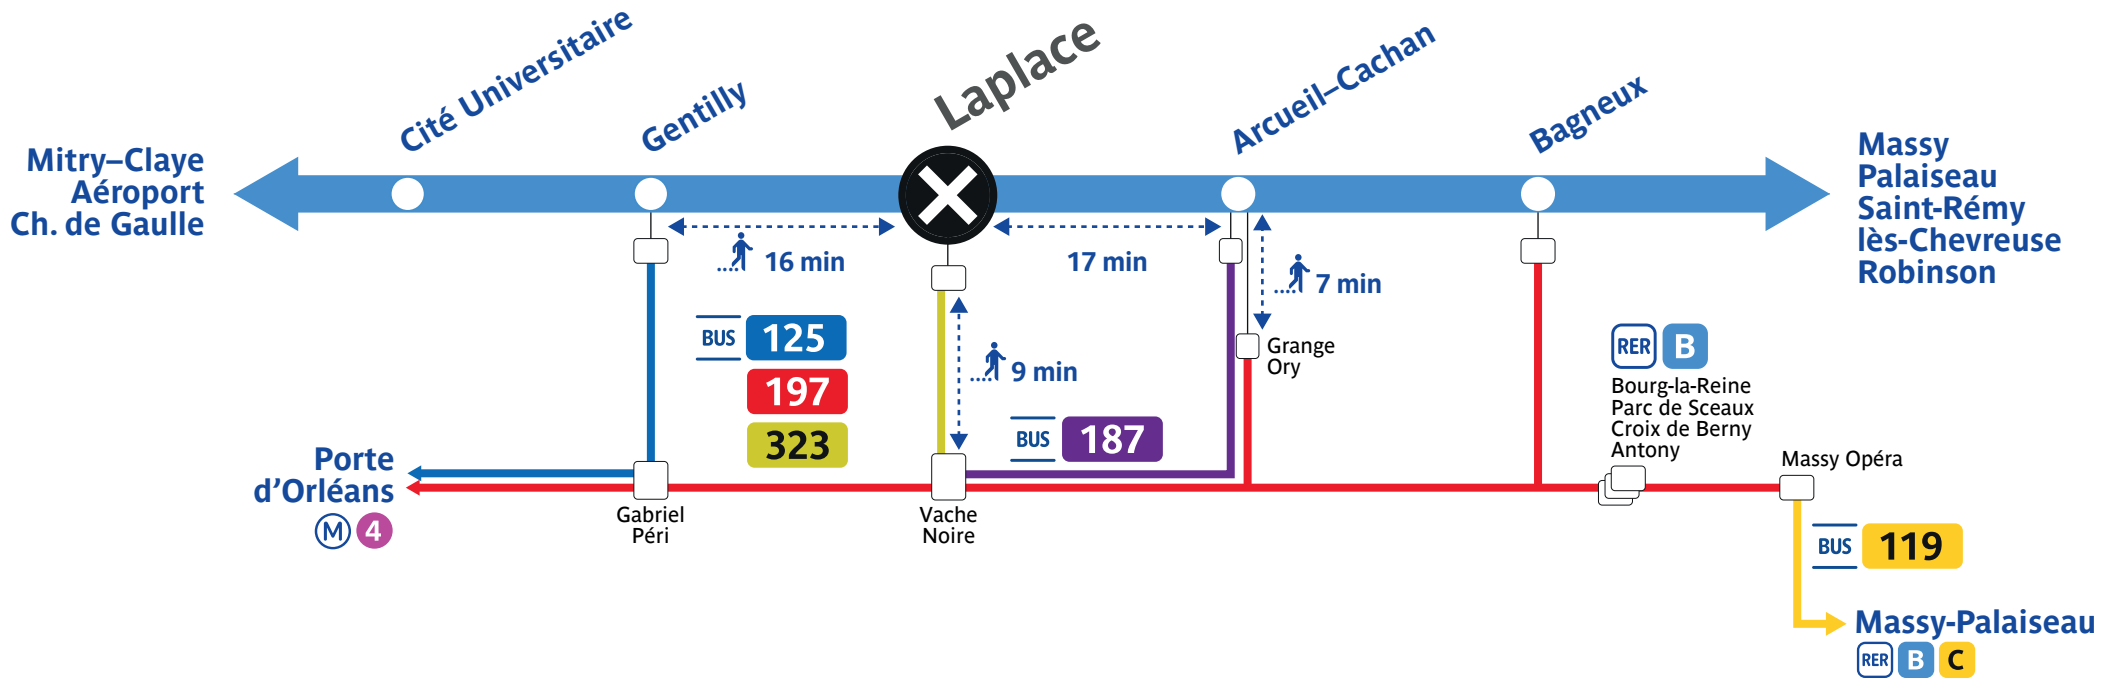 Cité Universitaire
Gentilly
Laplace
Arcueil–Cachan
Bagneux
Mitry–Claye
Aéroport
Ch. de Gaulle
Massy
Palaiseau
Saint-Rémy
lès-Chevreuse
Robinson
16 min
17 min
7 min
BUS 125
197
323
9 min
Grange
Ory
BUS 187
RER B
Bourg-la-Reine
Parc de Sceaux
Croix de Berny
Antony
Massy Opéra
Porte
d’Orléans
M 4
Gabriel
Péri
Vache
Noire
BUS 119
Massy-Palaiseau
RER B C